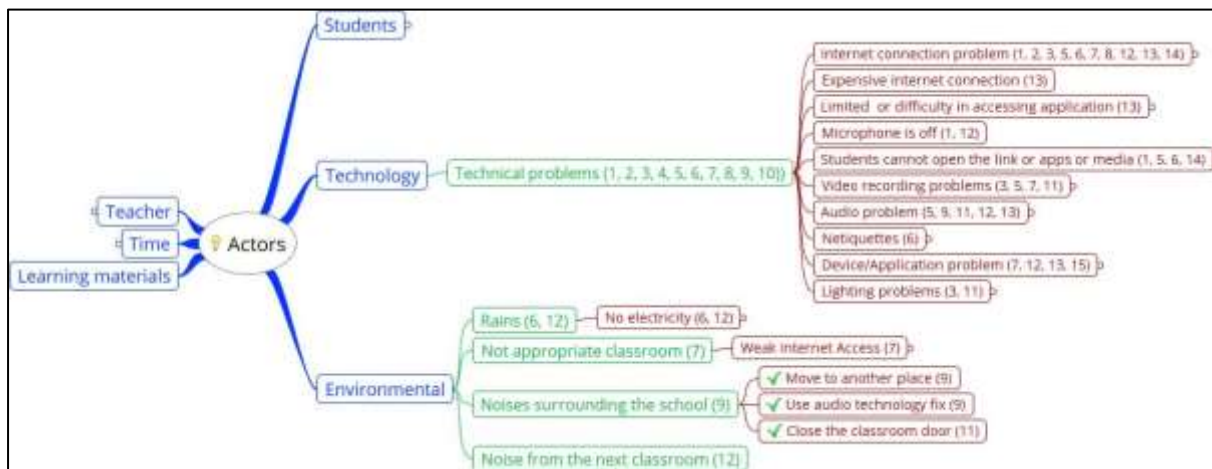 Students
Technology
Technical problems (1, 2, 3, 4, 5, 6, 7, 8, 9, 10))
Internet connection problem (1, 2, 3, 5, 6, 7, 8, 12, 13, 14)
Expensive internet connection (13)
Limited or difficulty in accessing application (13)
Microphone is off (1, 12)
Students cannot open the link or apps or media (1, 5, 6, 14)
Video recording problems (3, 5, 7, 11)
Audio problem (5, 9, 11, 12, 13)
Netiquettes (6)
Device/Application problem (7, 12, 13, 15)
Lighting problems (3, 11)
Teacher
Time
Learning materials
Actors
Environmental
Rains (6, 12)
No electricity (6, 12)
Not appropriate classroom (7)
Weak Internet Access (7)
Noises surrounding the school (9)
Move to another place (9)
Use audio technology fix (9)
Close the classroom door (11)
Noise from the next classroom (12)